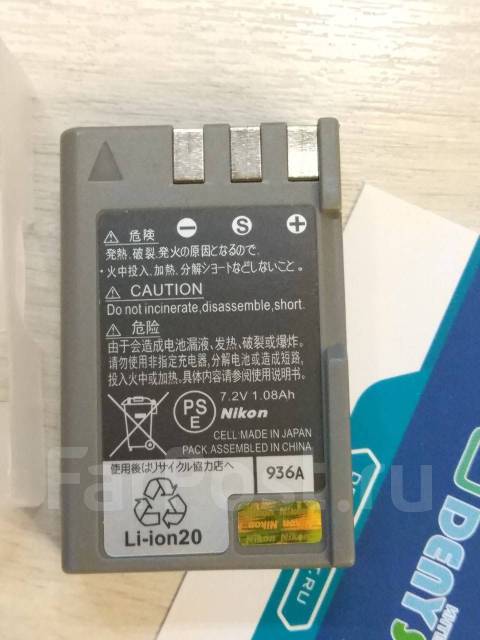 ⚠ 危険 − S +
発熱.破裂.発火の原因となるので.
・火中投入.加熱.分解ショートなどしないこと。
⚠ CAUTION
Do not incinerate,disassemble,short.
⚠ 危险
由于会造成电池漏液、发热、破裂或爆炸。
请勿使用非指定充电器,分解电池或造成短路,
投入火中或加热。具体内容请参阅使用说明书。
7.2V 1.08Ah
PS
E
Nikon
CELL:MADE IN JAPAN
PACK.ASSEMBLED IN CHINA
使用後はリサイクル協力店へ
936A
Li-ion20
Nikon
FarPost.ru
DENY
.RU